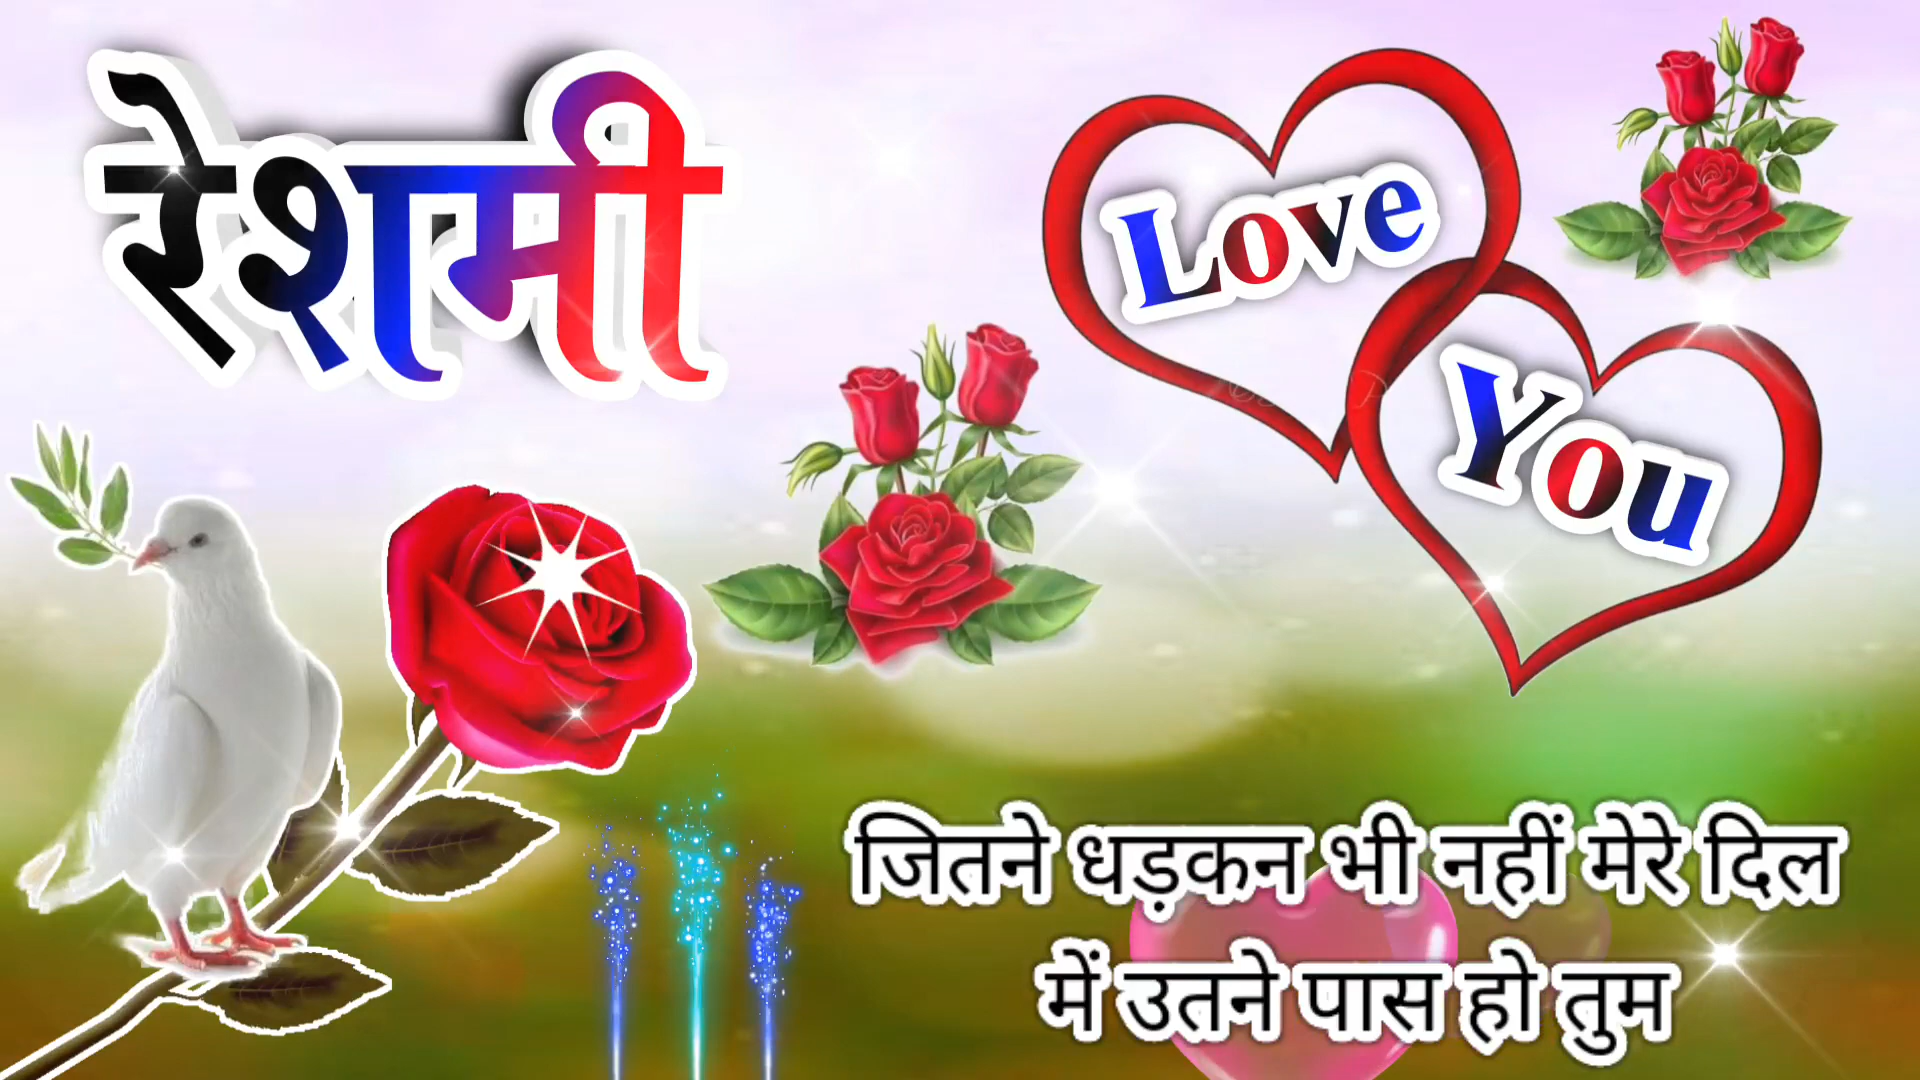 रेशमी
Love
You
जितने धड़कन भी नहीं मेरे दिल
में उतने पास हो तुम